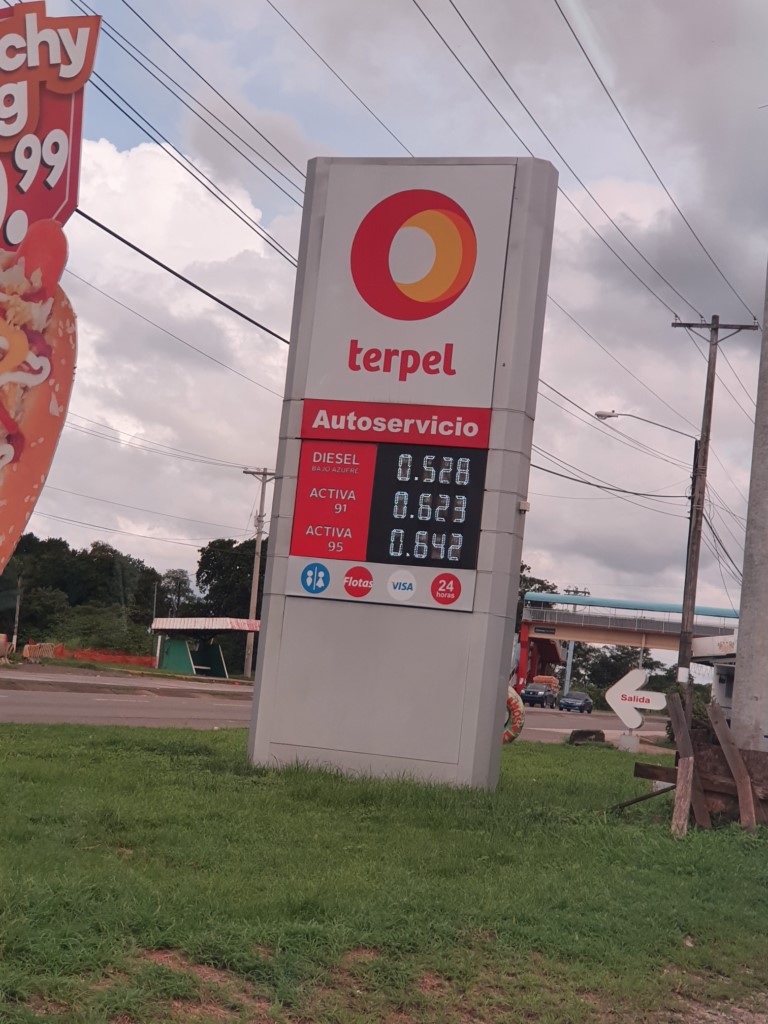 chy
g
.99
terpel
Autoservicio
DIESEL 0.528
BAJO AZUFRE
ACTIVA 0.623
91
ACTIVA 0.642
95
Flotas VISA 24
horas
Salida